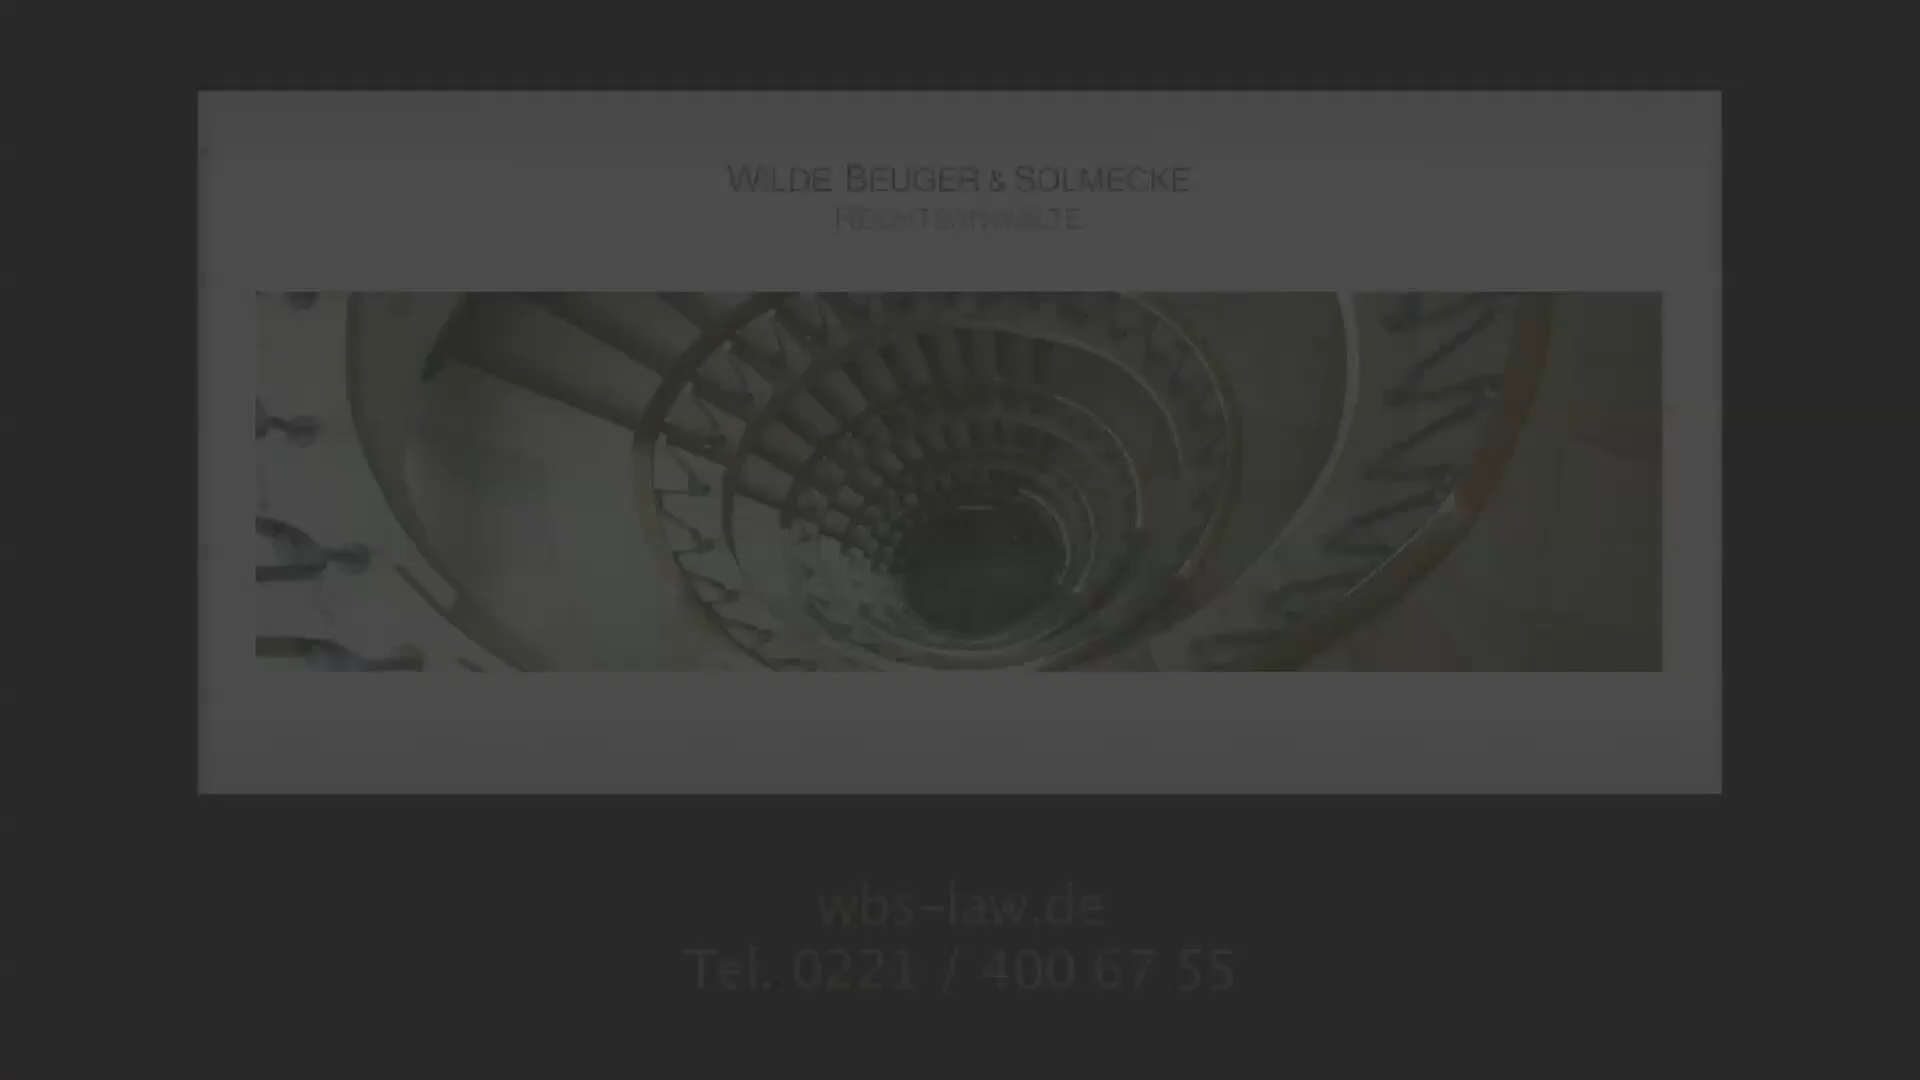 WILDE BEUGER & SOLMECKE
RECHTSANWÄLTE
wbs-law.de
Tel. 0221 / 400 67 55